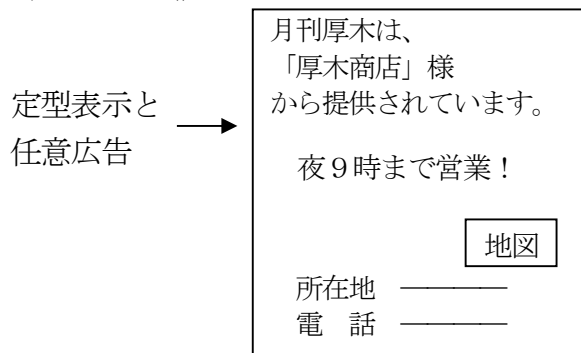 定型表示と
任意広告
月刊厚木は、
「厚木商店」様
から提供されています。
夜９時まで営業！
地図
所在地 ――――
電　話 ――――